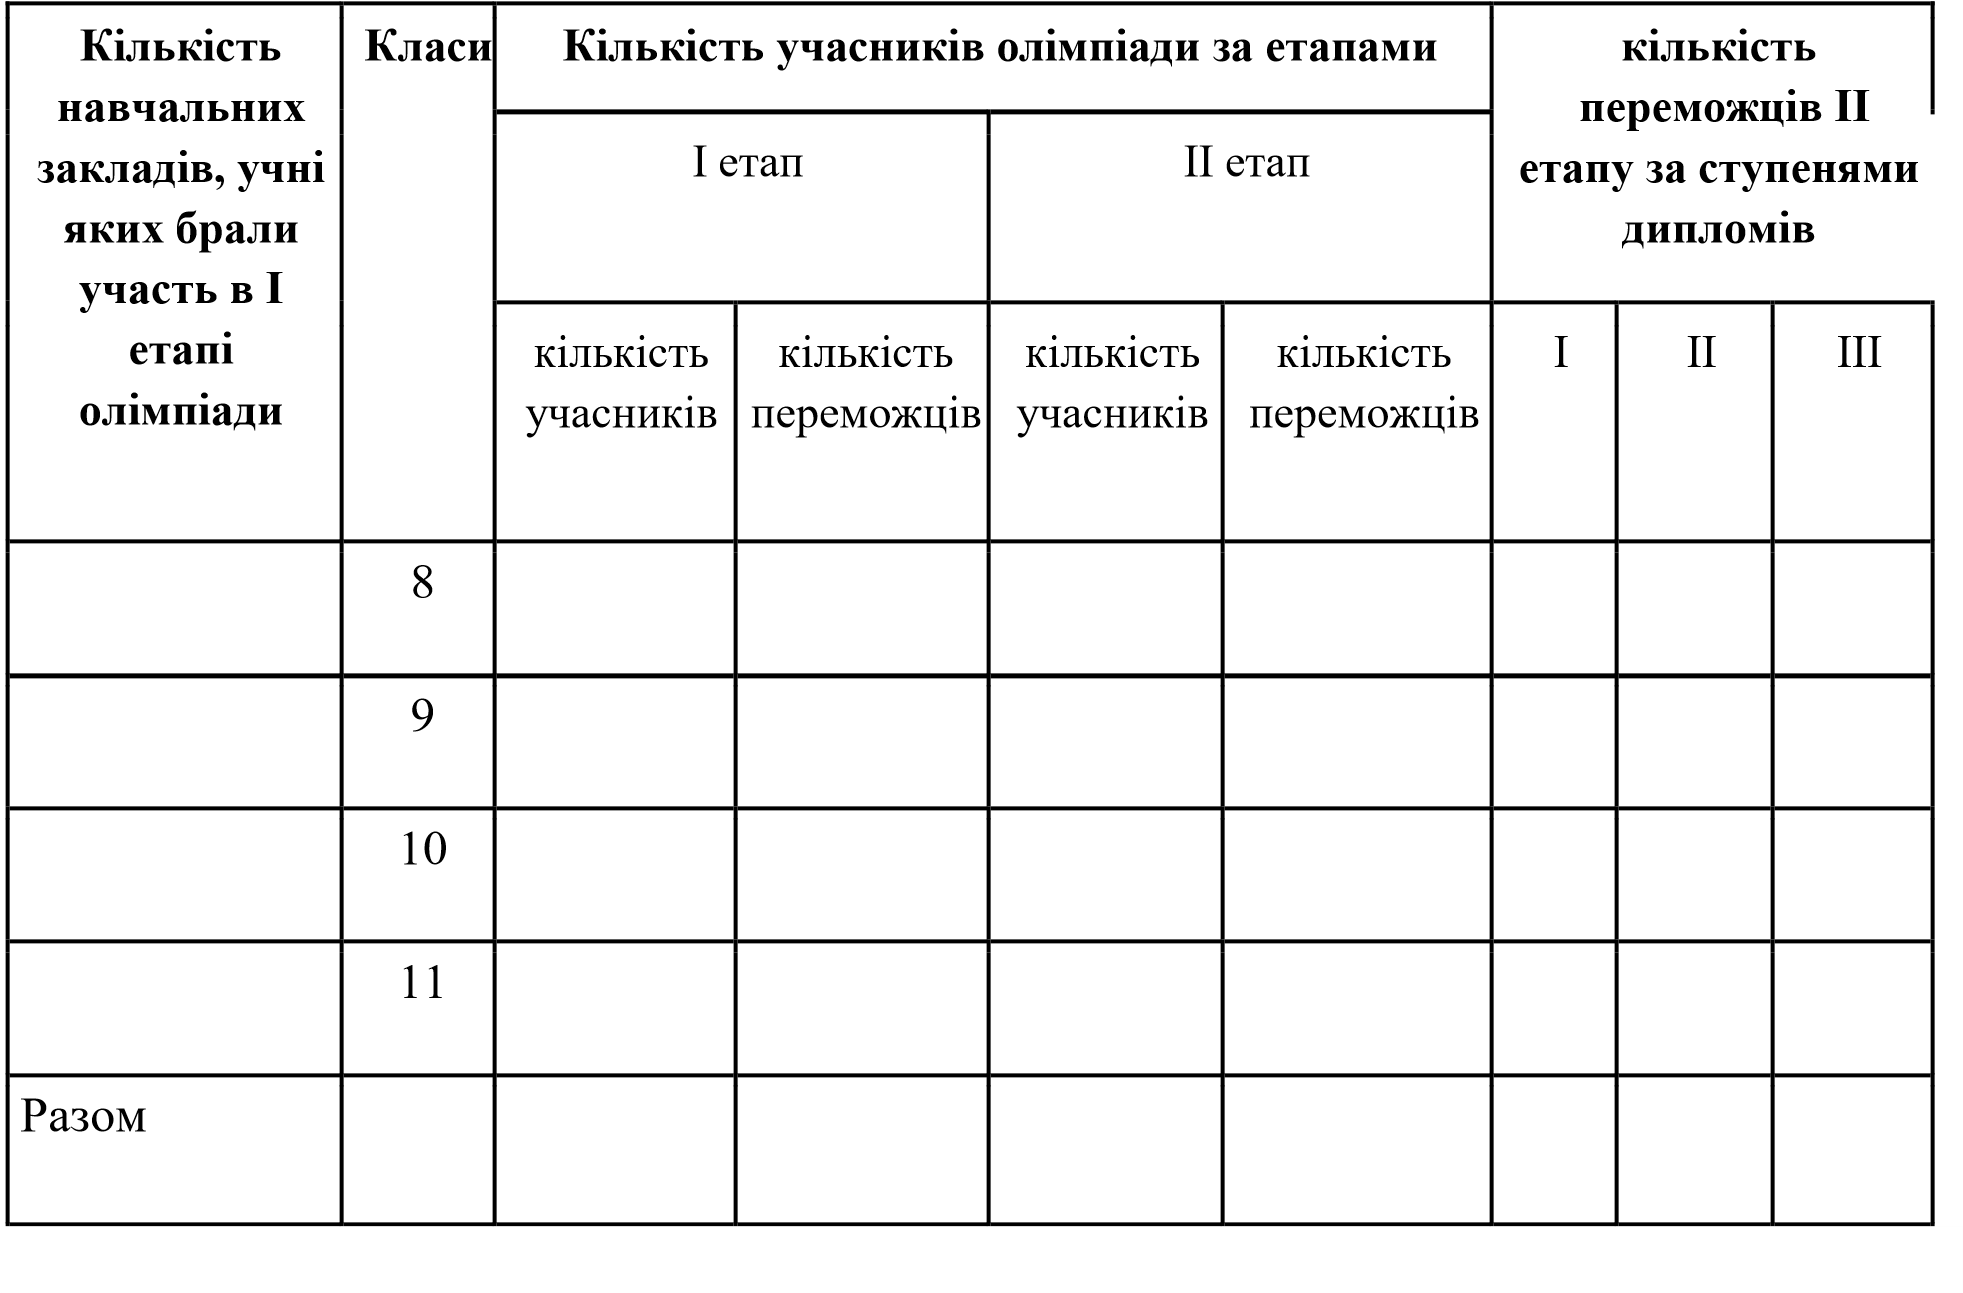 Кількість
навчальних
закладів, учні
яких брали
участь в І
етапі
олімпіади
Класи
Кількість учасників олімпіади за етапами
кількість
переможців ІІ
етапу за ступенями
дипломів
І етап
ІІ етап
кількість
учасників
кількість
переможців
кількість
учасників
кількість
переможців
І
ІІ
ІІІ
8
9
10
11
Разом